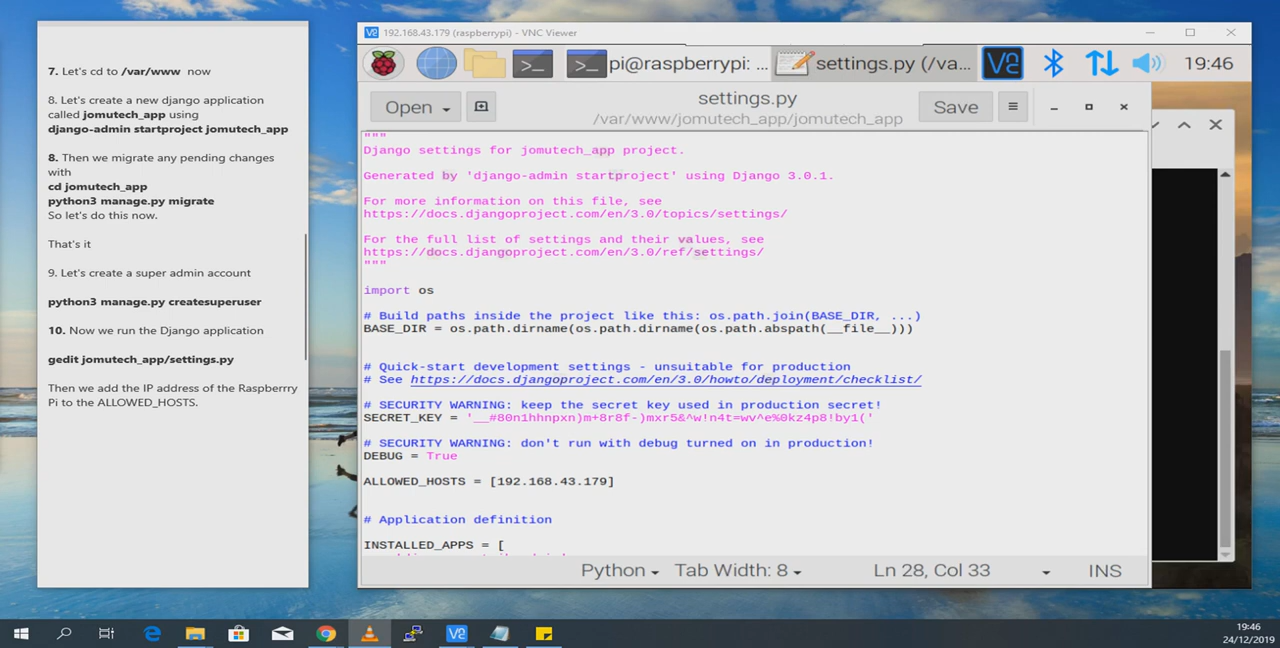 7. Let's cd to /var/www now
8. Let's create a new django application
called jomutech_app using
django-admin startproject jomutech_app
8. Then we migrate any pending changes
with
cd jomutech_app
python3 manage.py migrate
So let's do this now.
That's it
9. Let's create a super admin account
python3 manage.py createsuperuser
10. Now we run the Django application
gedit jomutech_app/settings.py
Then we add the IP address of the Raspberrry
Pi to the ALLOWED_HOSTS.
192.168.43.179 (raspberrypi) - VNC Viewer
pi@raspberrypi: ...
settings.py (/va...
19:46
Open
settings.py
/var/www/jomutech_app/jomutech_app
Save
"""
Django settings for jomutech_app project.
Generated by 'django-admin startproject' using Django 3.0.1.
For more information on this file, see
https://docs.djangoproject.com/en/3.0/topics/settings/
For the full list of settings and their values, see
https://docs.djangoproject.com/en/3.0/ref/settings/
"""
import os
# Build paths inside the project like this: os.path.join(BASE_DIR, ...)
BASE_DIR = os.path.dirname(os.path.dirname(os.path.abspath(__file__)))
# Quick-start development settings - unsuitable for production
# See https://docs.djangoproject.com/en/3.0/howto/deployment/checklist/
# SECURITY WARNING: keep the secret key used in production secret!
SECRET_KEY = '__#80n1hhnpxn)m+8r8f-)mxr5&^w!n4t=wv^e%0kz4p8!by1('
# SECURITY WARNING: don't run with debug turned on in production!
DEBUG = True
ALLOWED_HOSTS = [192.168.43.179]
# Application definition
INSTALLED_APPS = [
Python
Tab Width: 8
Ln 28, Col 33
INS
19:46
24/12/2019